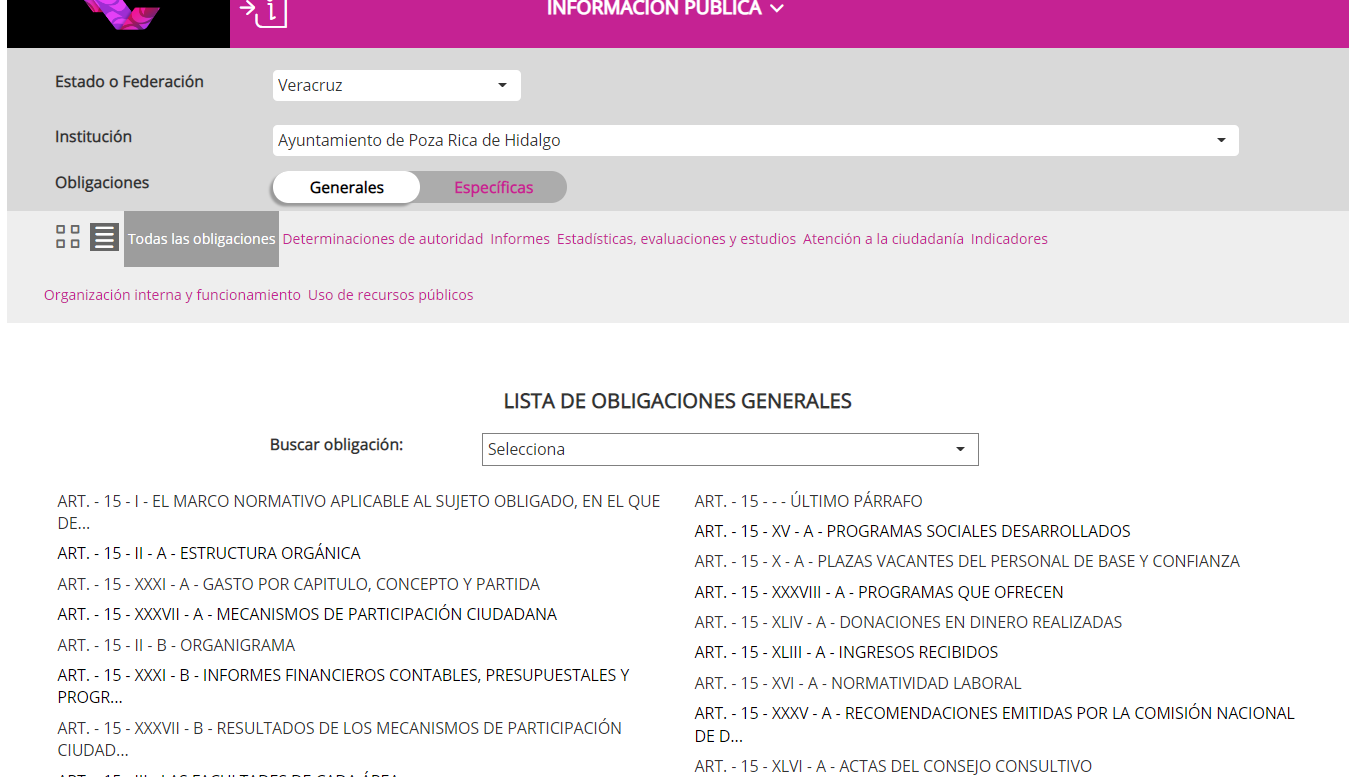 INFORMACIÓN PÚBLICA
Estado o Federación
Veracruz
Institución
Ayuntamiento de Poza Rica de Hidalgo
Obligaciones
Generales
Específicas
Todas las obligaciones Determinaciones de autoridad Informes Estadísticas, evaluaciones y estudios Atención a la ciudadanía Indicadores
Organización interna y funcionamiento Uso de recursos públicos
LISTA DE OBLIGACIONES GENERALES
Buscar obligación:
Selecciona
ART. - 15 - I - EL MARCO NORMATIVO APLICABLE AL SUJETO OBLIGADO, EN EL QUE
DE...
ART. - 15 - II - A - ESTRUCTURA ORGÁNICA
ART. - 15 - XXXI - A - GASTO POR CAPITULO, CONCEPTO Y PARTIDA
ART. - 15 - XXXVII - A - MECANISMOS DE PARTICIPACIÓN CIUDADANA
ART. - 15 - II - B - ORGANIGRAMA
ART. - 15 - XXXI - B - INFORMES FINANCIEROS CONTABLES, PRESUPUESTALES Y
PROGR...
ART. - 15 - XXXVII - B - RESULTADOS DE LOS MECANISMOS DE PARTICIPACIÓN
CIUDAD...
ART. - 15 - III - LAS FACULTADES DE CADA ÁREA
ART. - 15 - - - ÚLTIMO PÁRRAFO
ART. - 15 - XV - A - PROGRAMAS SOCIALES DESARROLLADOS
ART. - 15 - X - A - PLAZAS VACANTES DEL PERSONAL DE BASE Y CONFIANZA
ART. - 15 - XXXVIII - A - PROGRAMAS QUE OFRECEN
ART. - 15 - XLIV - A - DONACIONES EN DINERO REALIZADAS
ART. - 15 - XLIII - A - INGRESOS RECIBIDOS
ART. - 15 - XVI - A - NORMATIVIDAD LABORAL
ART. - 15 - XXXV - A - RECOMENDACIONES EMITIDAS POR LA COMISIÓN NACIONAL
DE D...
ART. - 15 - XLVI - A - ACTAS DEL CONSEJO CONSULTIVO